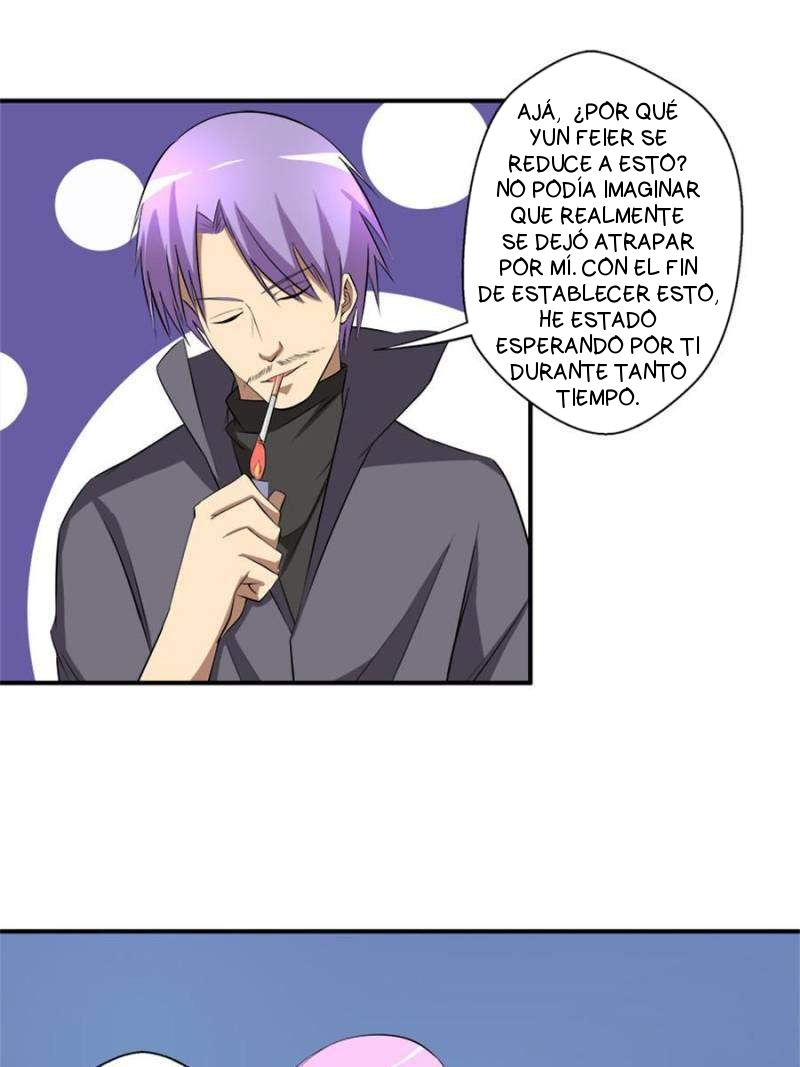 AJÁ, ¿POR QUÉ
YUN FEIER SE
REDUCE A ESTO?
NO PODÍA IMAGINAR
QUE REALMENTE
SE DEJÓ ATRAPAR
POR MÍ. CON EL FIN
DE ESTABLECER ESTO,
HE ESTADO
ESPERANDO POR TI
DURANTE TANTO
TIEMPO.